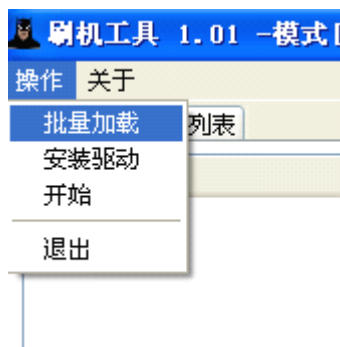 刷机工具 1.01 -模式
操作 关于
批量加载 列表
安装驱动
开始
退出